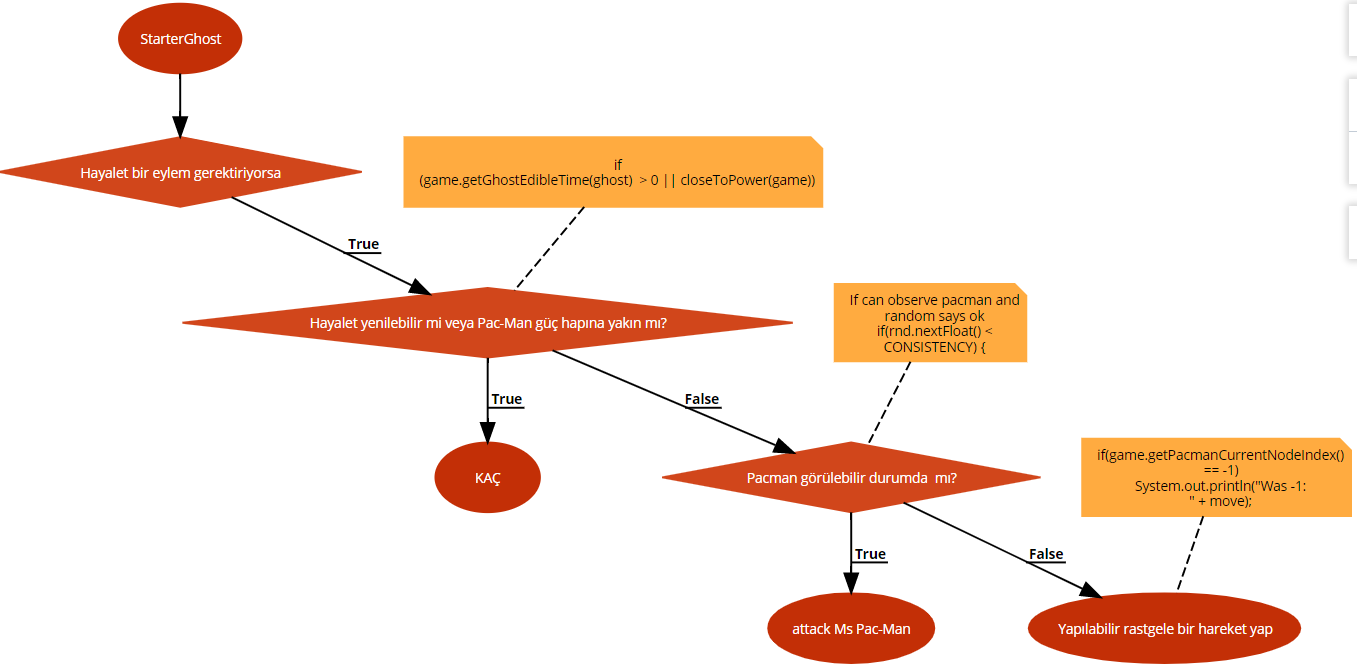 StarterGhost
Hayalet bir eylem gerektiriyorsa
if
(game.getGhostEdibleTime(ghost)  > 0 || closeToPower(game))
True
Hayalet yenilebilir mi veya Pac-Man güç hapına yakın mı?
If can observe pacman and
random says ok
if(rnd.nextFloat() <
CONSISTENCY) {
True
False
KAÇ
Pacman görülebilir durumda  mı?
if(game.getPacmanCurrentNodeIndex()
== -1)
System.out.println("Was -1:
" + move);
True
False
attack Ms Pac-Man
Yapılabilir rastgele bir hareket yap